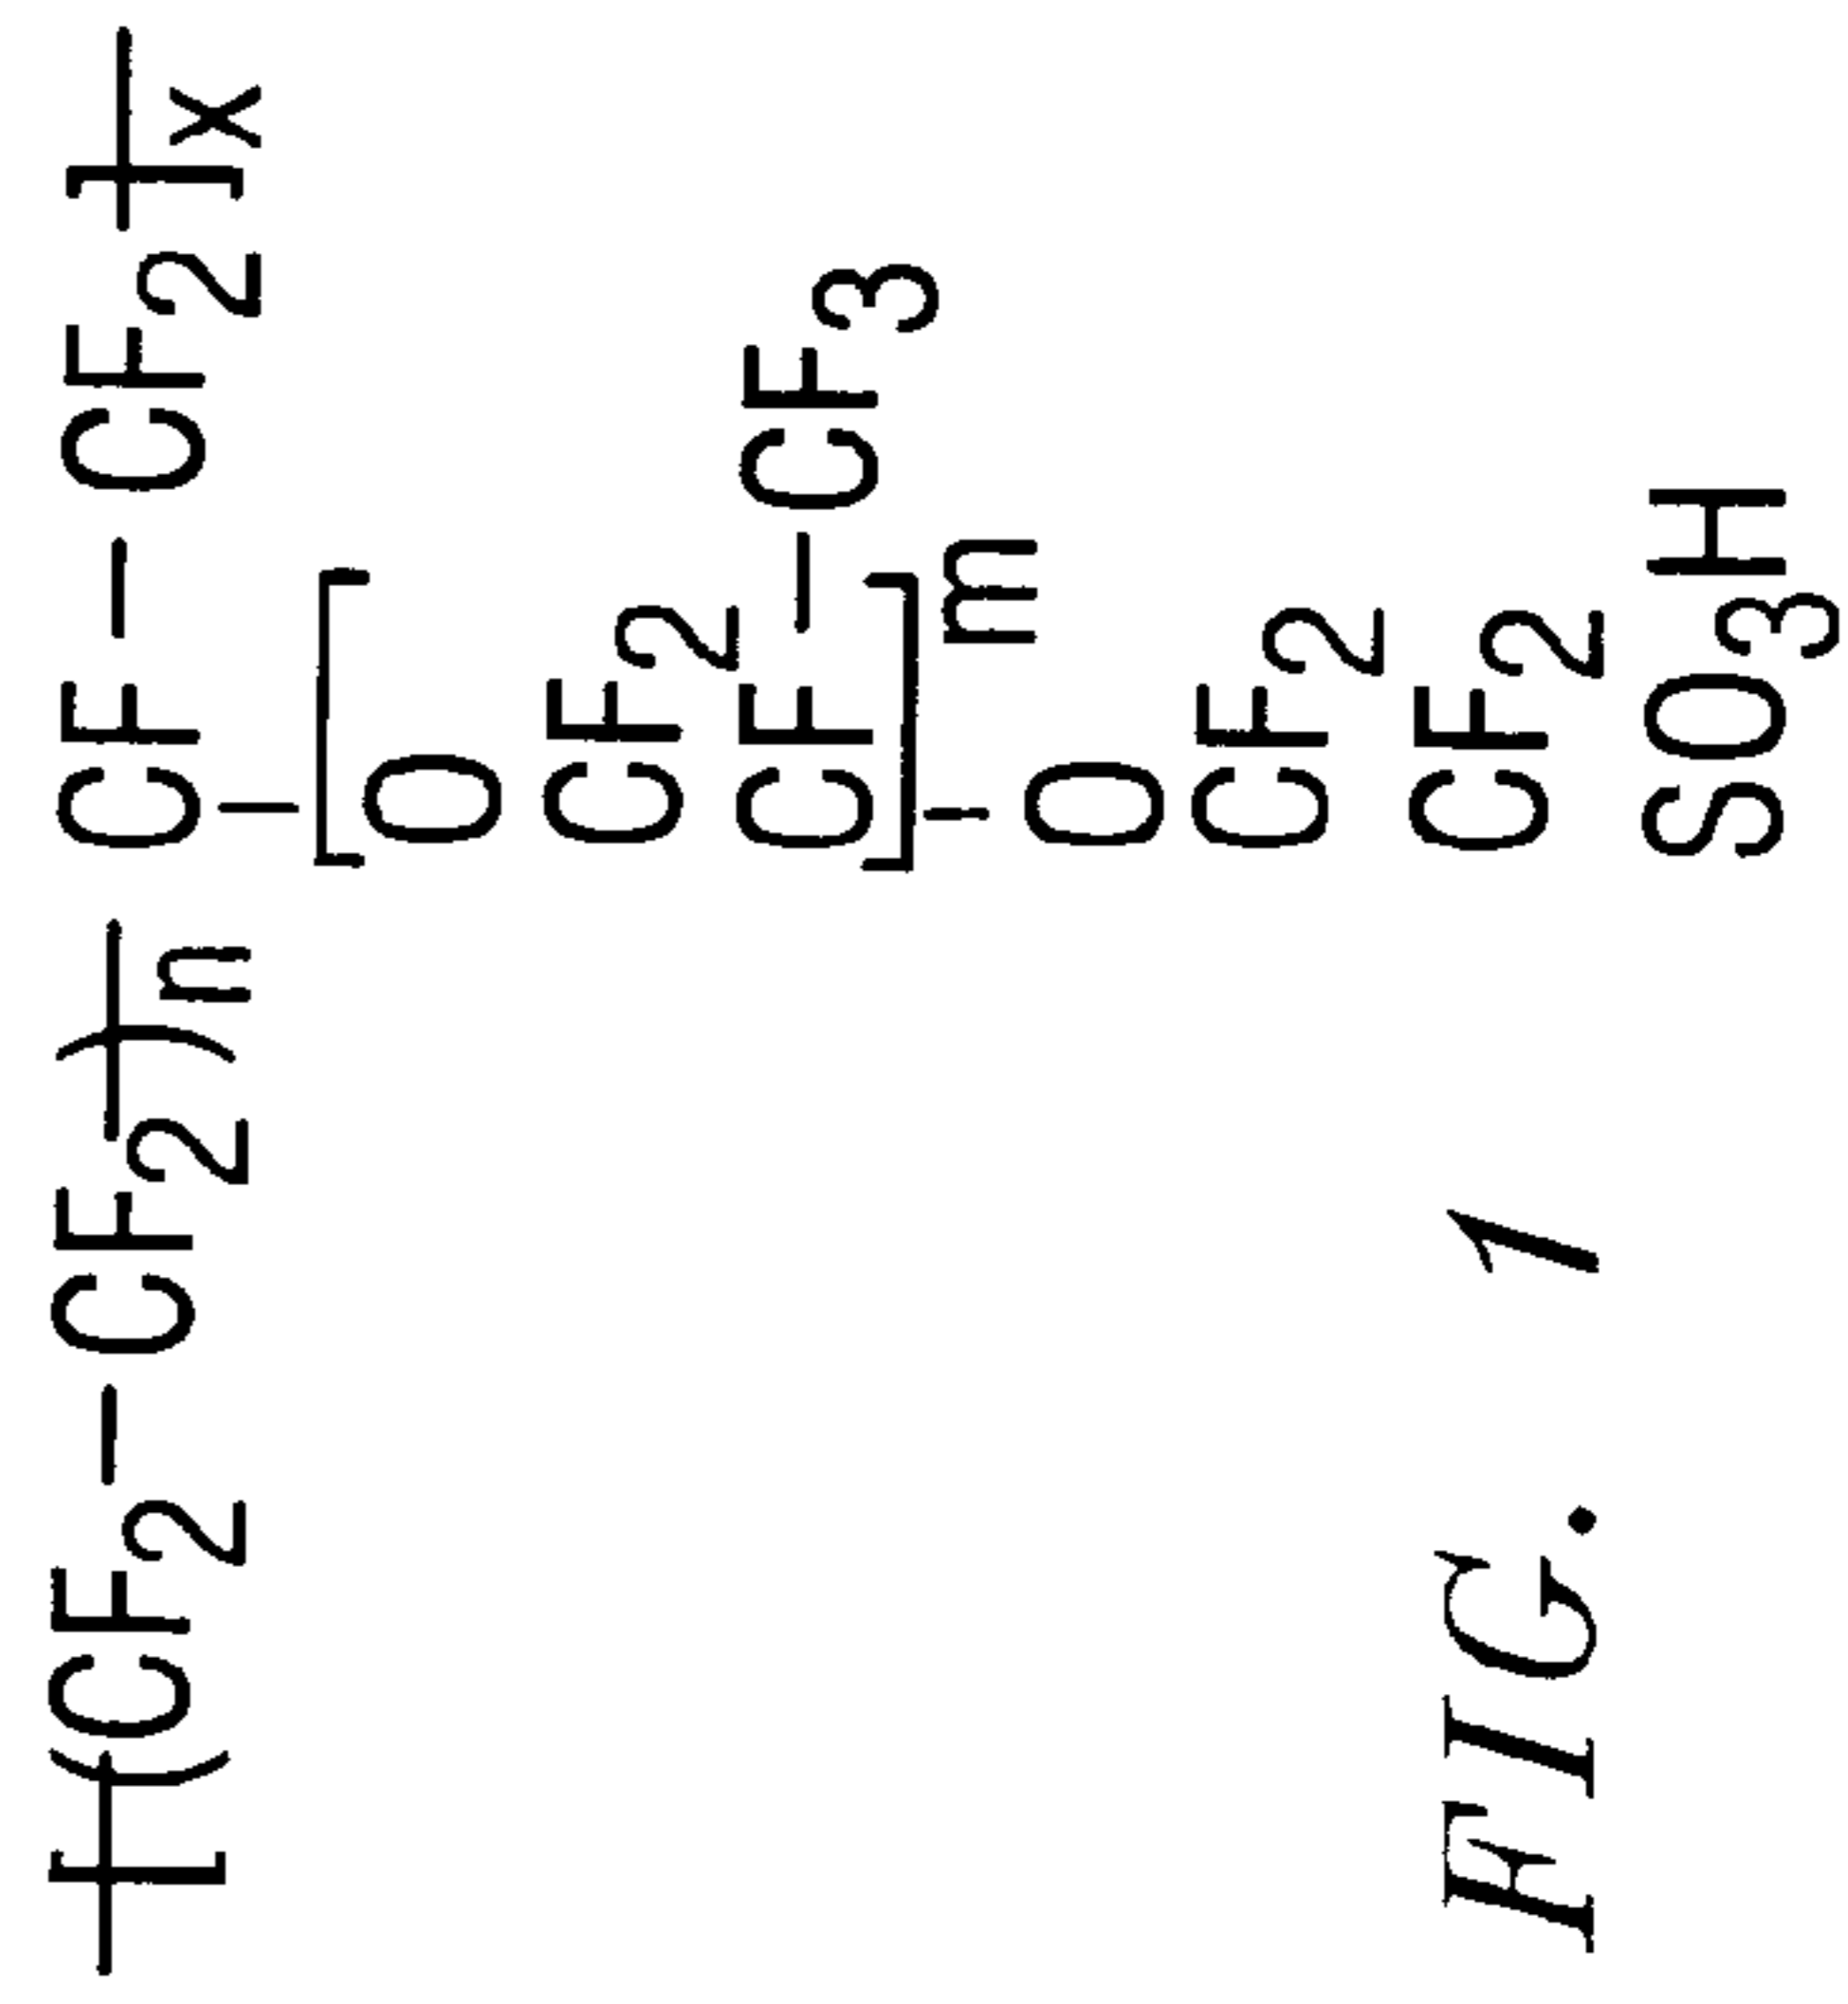 [(CF2-CF2)n CF-CF2]x
[O
CF2
CF-CF3
]m
O
CF2
CF2
SO3H
FIG. 1